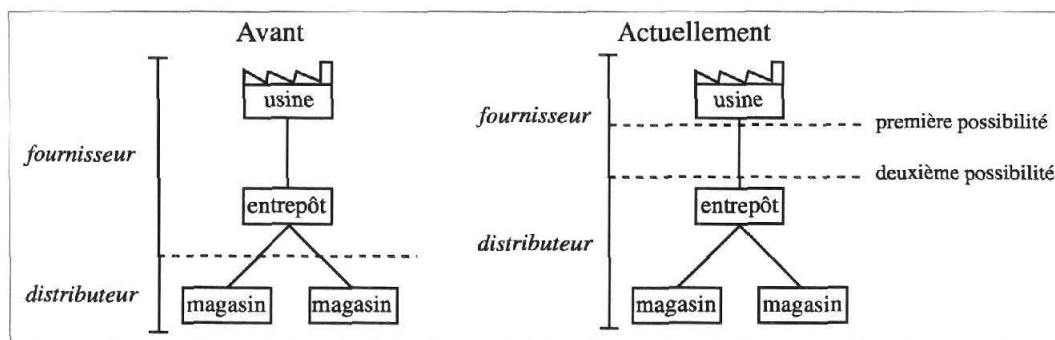 Avant
usine
fournisseur
entrepôt
distributeur
magasin
magasin
Actuellement
usine
fournisseur
première possibilité
deuxième possibilité
entrepôt
distributeur
magasin
magasin